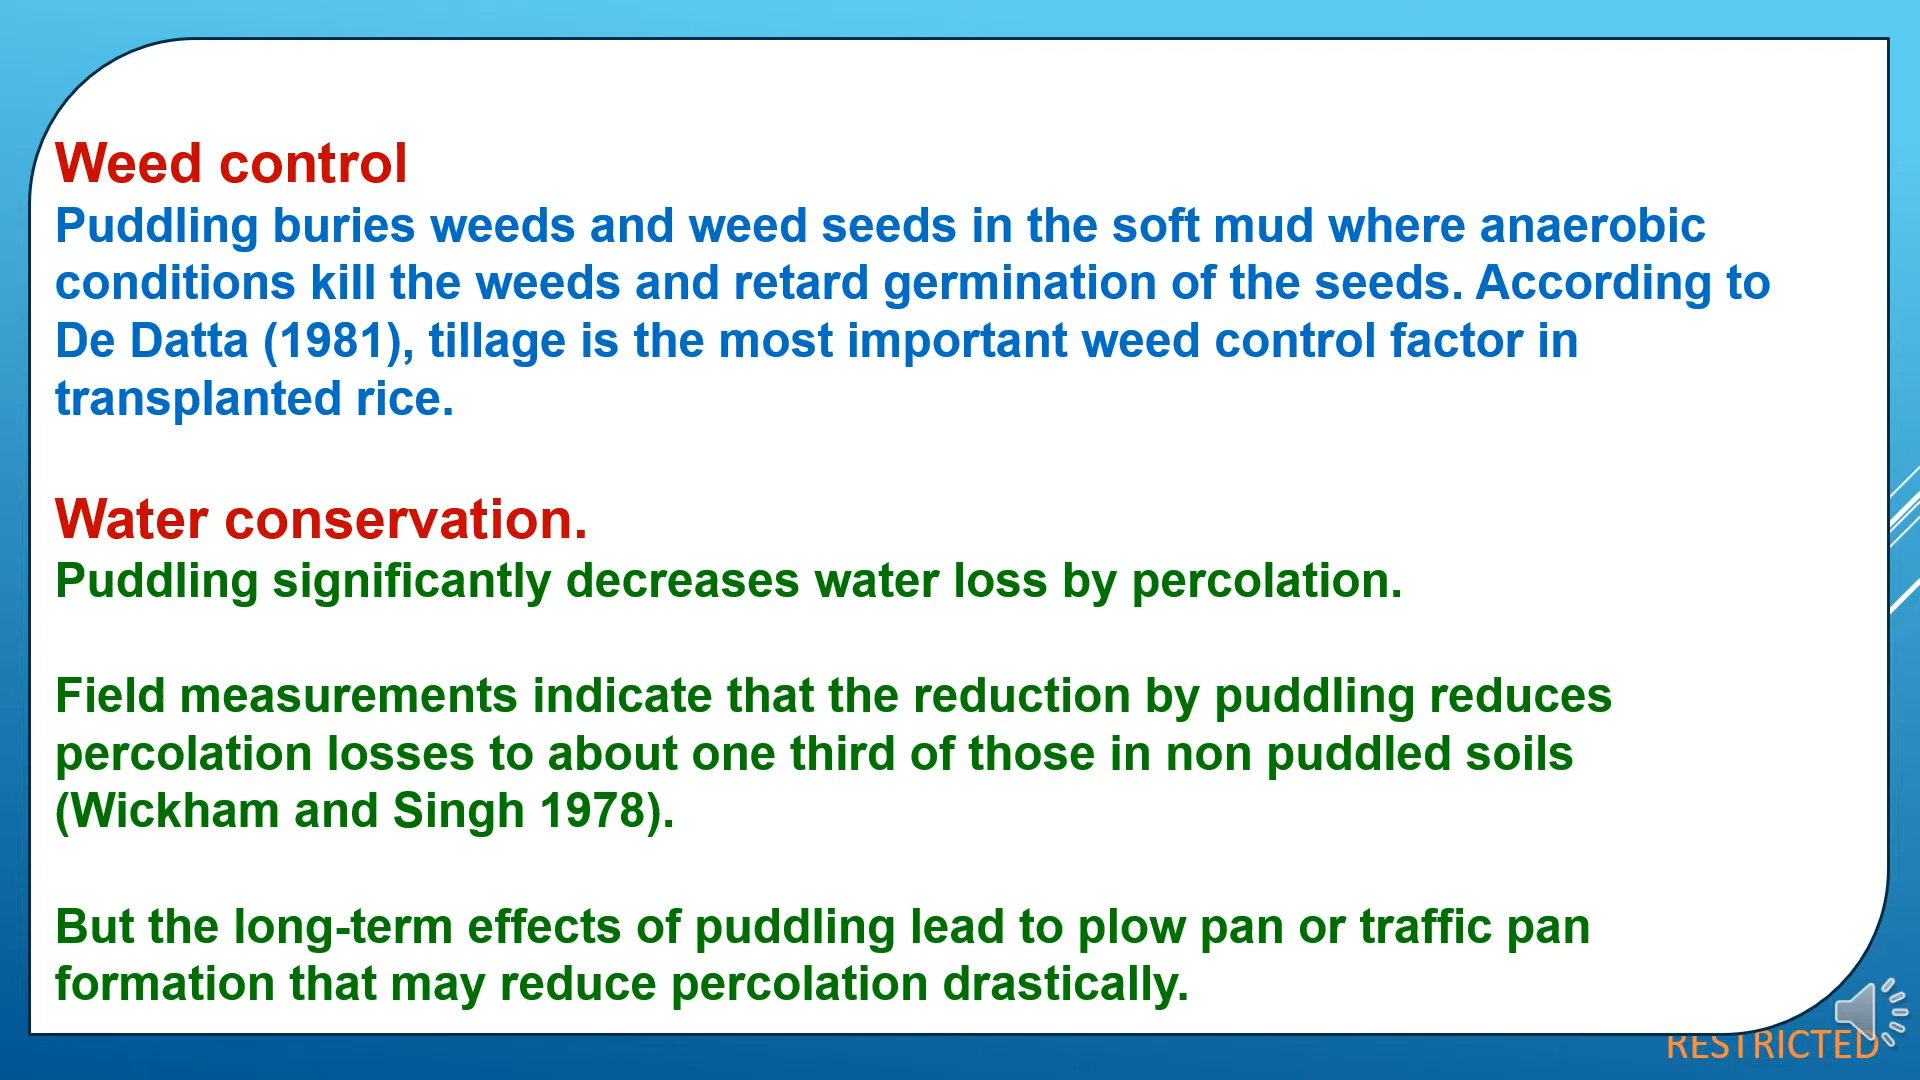 Weed control
Puddling buries weeds and weed seeds in the soft mud where anaerobic
conditions kill the weeds and retard germination of the seeds. According to
De Datta (1981), tillage is the most important weed control factor in
transplanted rice.
Water conservation.
Puddling significantly decreases water loss by percolation.
Field measurements indicate that the reduction by puddling reduces
percolation losses to about one third of those in non puddled soils
(Wickham and Singh 1978).
But the long-term effects of puddling lead to plow pan or traffic pan
formation that may reduce percolation drastically.
RESTRICTED